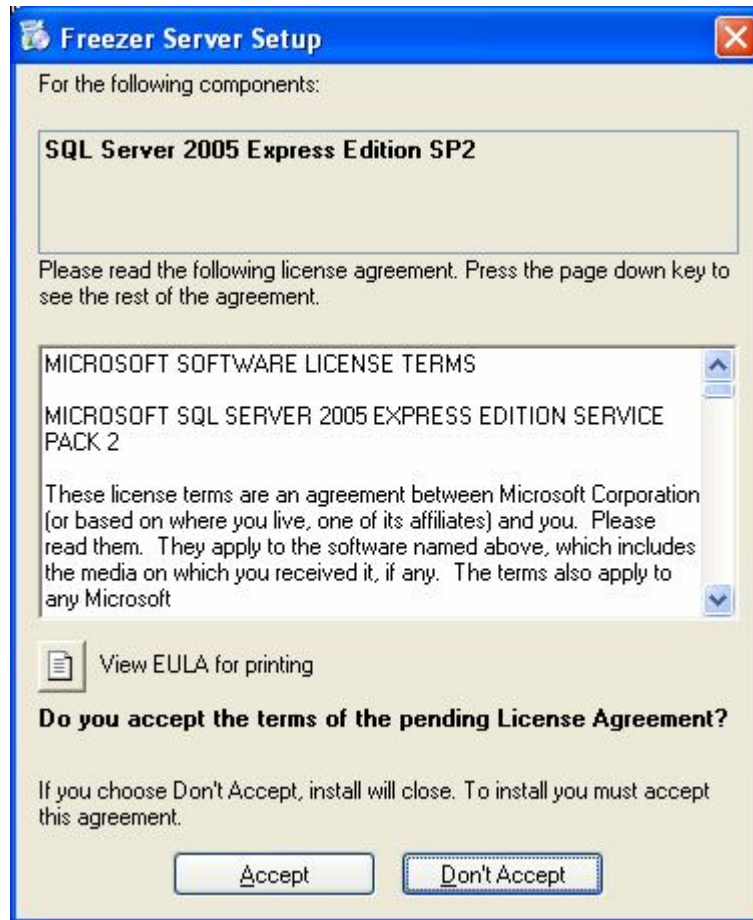 Freezer Server Setup
For the following components:
SQL Server 2005 Express Edition SP2
Please read the following license agreement. Press the page down key to
see the rest of the agreement.
MICROSOFT SOFTWARE LICENSE TERMS
MICROSOFT SQL SERVER 2005 EXPRESS EDITION SERVICE
PACK 2
These license terms are an agreement between Microsoft Corporation
(or based on where you live, one of its affiliates) and you.  Please
read them.  They apply to the software named above, which includes
the media on which you received it, if any.  The terms also apply to
any Microsoft
View EULA for printing
Do you accept the terms of the pending License Agreement?
If you choose Don't Accept, install will close. To install you must accept
this agreement.
Accept
Don't Accept